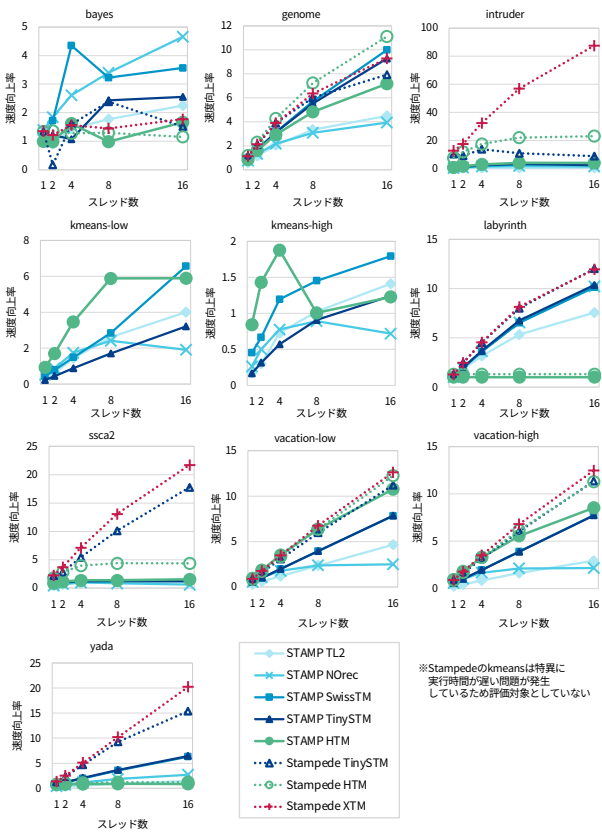 bayes
5
4
3
2
1
0
速度向上率
1 2 4 8 16
スレッド数
genome
12
10
8
6
4
2
0
速度向上率
1 2 4 8 16
スレッド数
intruder
100
80
60
40
20
0
速度向上率
1 2 4 8 16
スレッド数
kmeans-low
8
6
4
2
0
速度向上率
1 2 4 8 16
スレッド数
kmeans-high
2
1.5
1
0.5
0
速度向上率
1 2 4 8 16
スレッド数
labyrinth
15
10
5
0
速度向上率
1 2 4 8 16
スレッド数
ssca2
25
20
15
10
5
0
速度向上率
1 2 4 8 16
スレッド数
vacation-low
15
10
5
0
速度向上率
1 2 4 8 16
スレッド数
vacation-high
15
10
5
0
速度向上率
1 2 4 8 16
スレッド数
yada
25
20
15
10
5
0
速度向上率
1 2 4 8 16
スレッド数
STAMP TL2
STAMP NOrec
STAMP SwissTM
STAMP TinySTM
STAMP HTM
Stampede TinySTM
Stampede HTM
Stampede XTM
※Stampedeのkmeansは特異に
実行時間が遅い問題が発生
しているため評価対象としていない